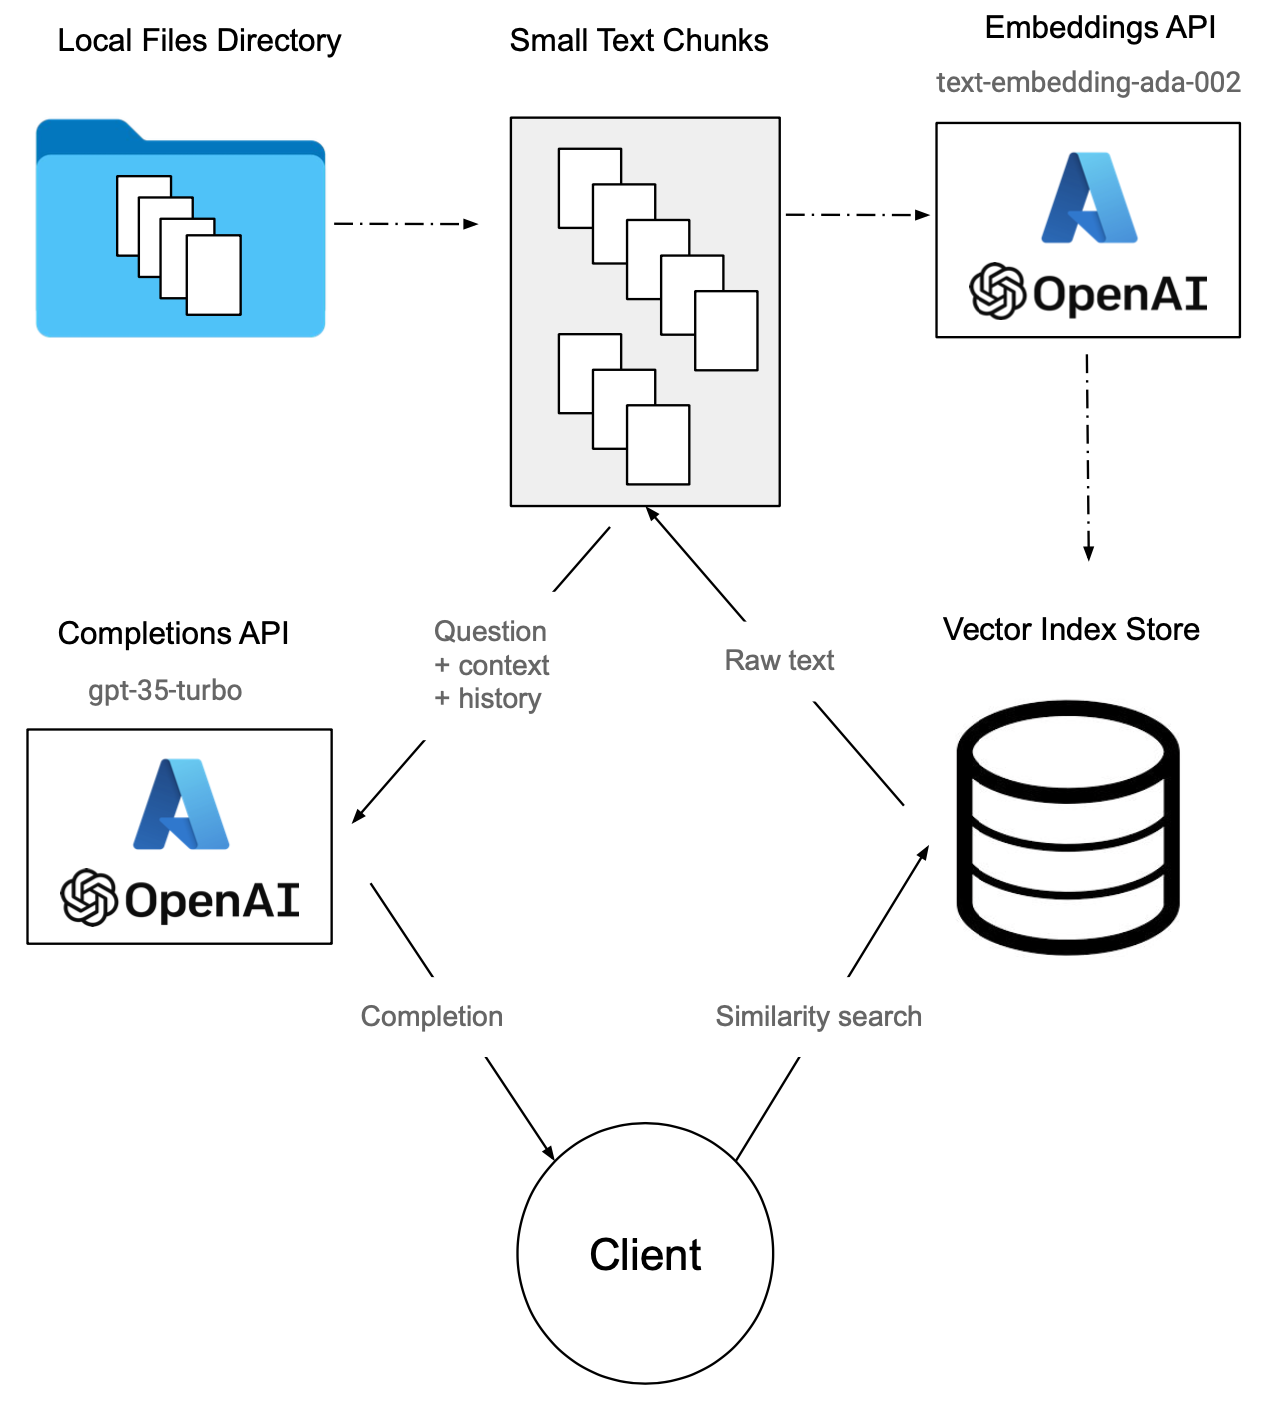 Local Files Directory
Small Text Chunks
Embeddings API
text-embedding-ada-002
OpenAI
Completions API
gpt-35-turbo
OpenAI
Question
+ context
+ history
Raw text
Vector Index Store
Completion
Similarity search
Client